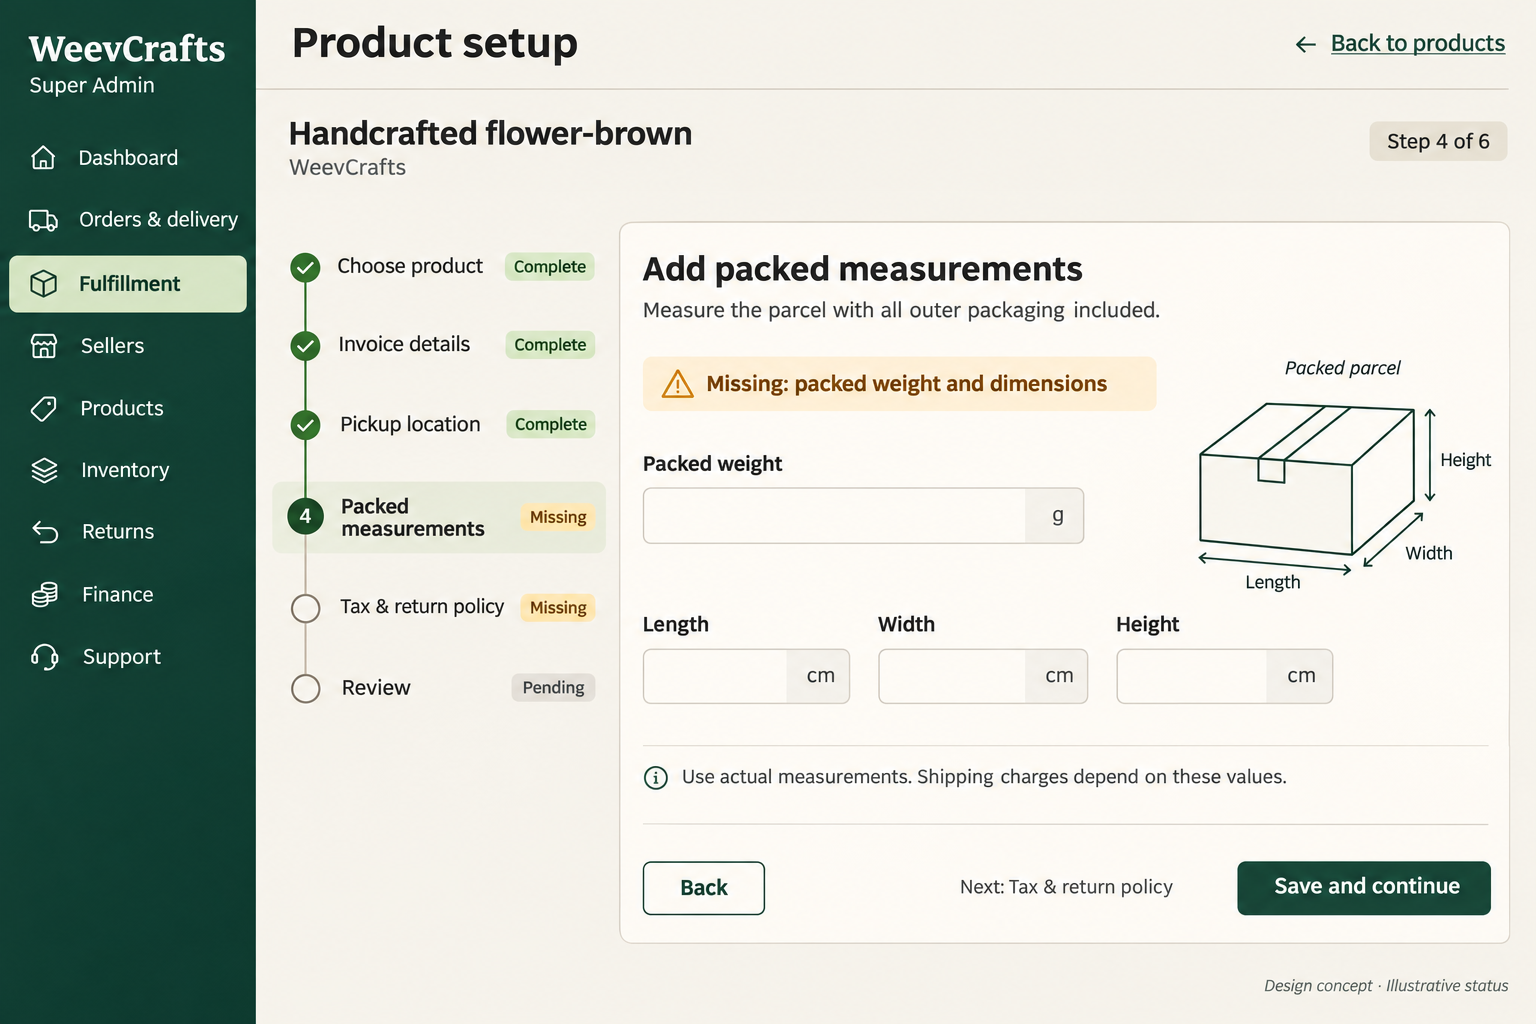 WeevCrafts
Super Admin
Dashboard
Orders & delivery
Fulfillment
Sellers
Products
Inventory
Returns
Finance
Support
Product setup
← Back to products
Handcrafted flower-brown
WeevCrafts
Step 4 of 6
Choose product Complete
Invoice details Complete
Pickup location Complete
4 Packed
measurements Missing
Tax & return policy Missing
Review Pending
Add packed measurements
Measure the parcel with all outer packaging included.
Missing: packed weight and dimensions
Packed weight
g
Packed parcel
Height
Width
Length
Length Width Height
cm cm cm
Use actual measurements. Shipping charges depend on these values.
Back Next: Tax & return policy Save and continue
Design concept · Illustrative status